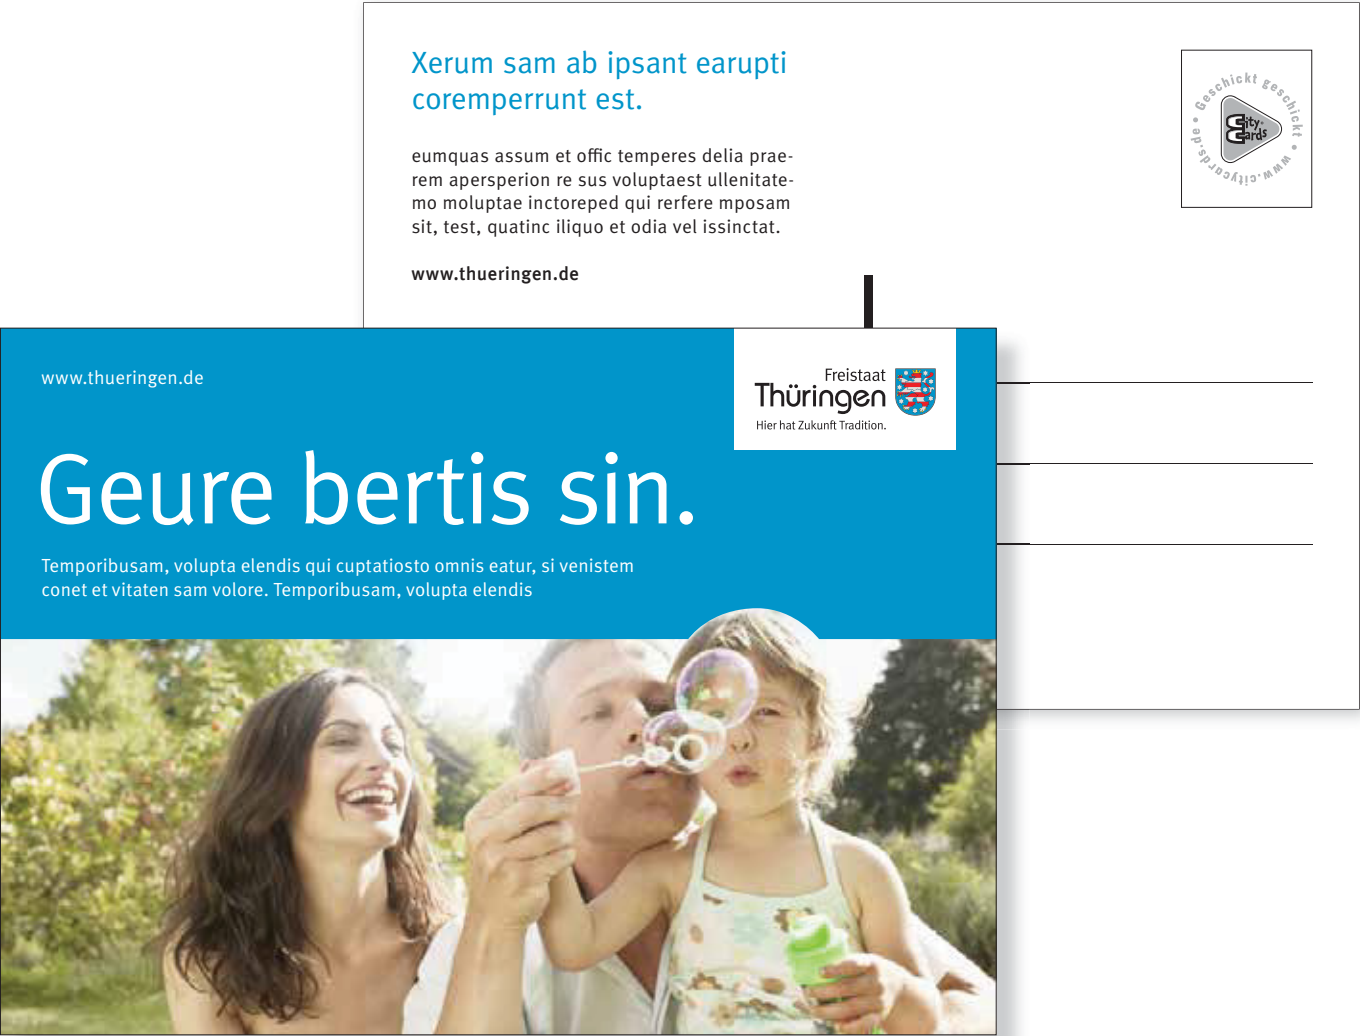 Xerum sam ab ipsant earupti
coremperrunt est.
eumquas assum et offic temperes delia prae-
rem apersperion re sus voluptaest ullenitate-
mo moluptae inctoreped qui rerfere mposam
sit, test, quatinc iliquo et odia vel issinctat.
www.thueringen.de
Geschickt geschickt • www.citycards.de •
City
Cards
www.thueringen.de
Freistaat
Thüringen
Hier hat Zukunft Tradition.
Geure bertis sin.
Temporibusam, volupta elendis qui cuptatiosto omnis eatur, si venistem
conet et vitaten sam volore. Temporibusam, volupta elendis